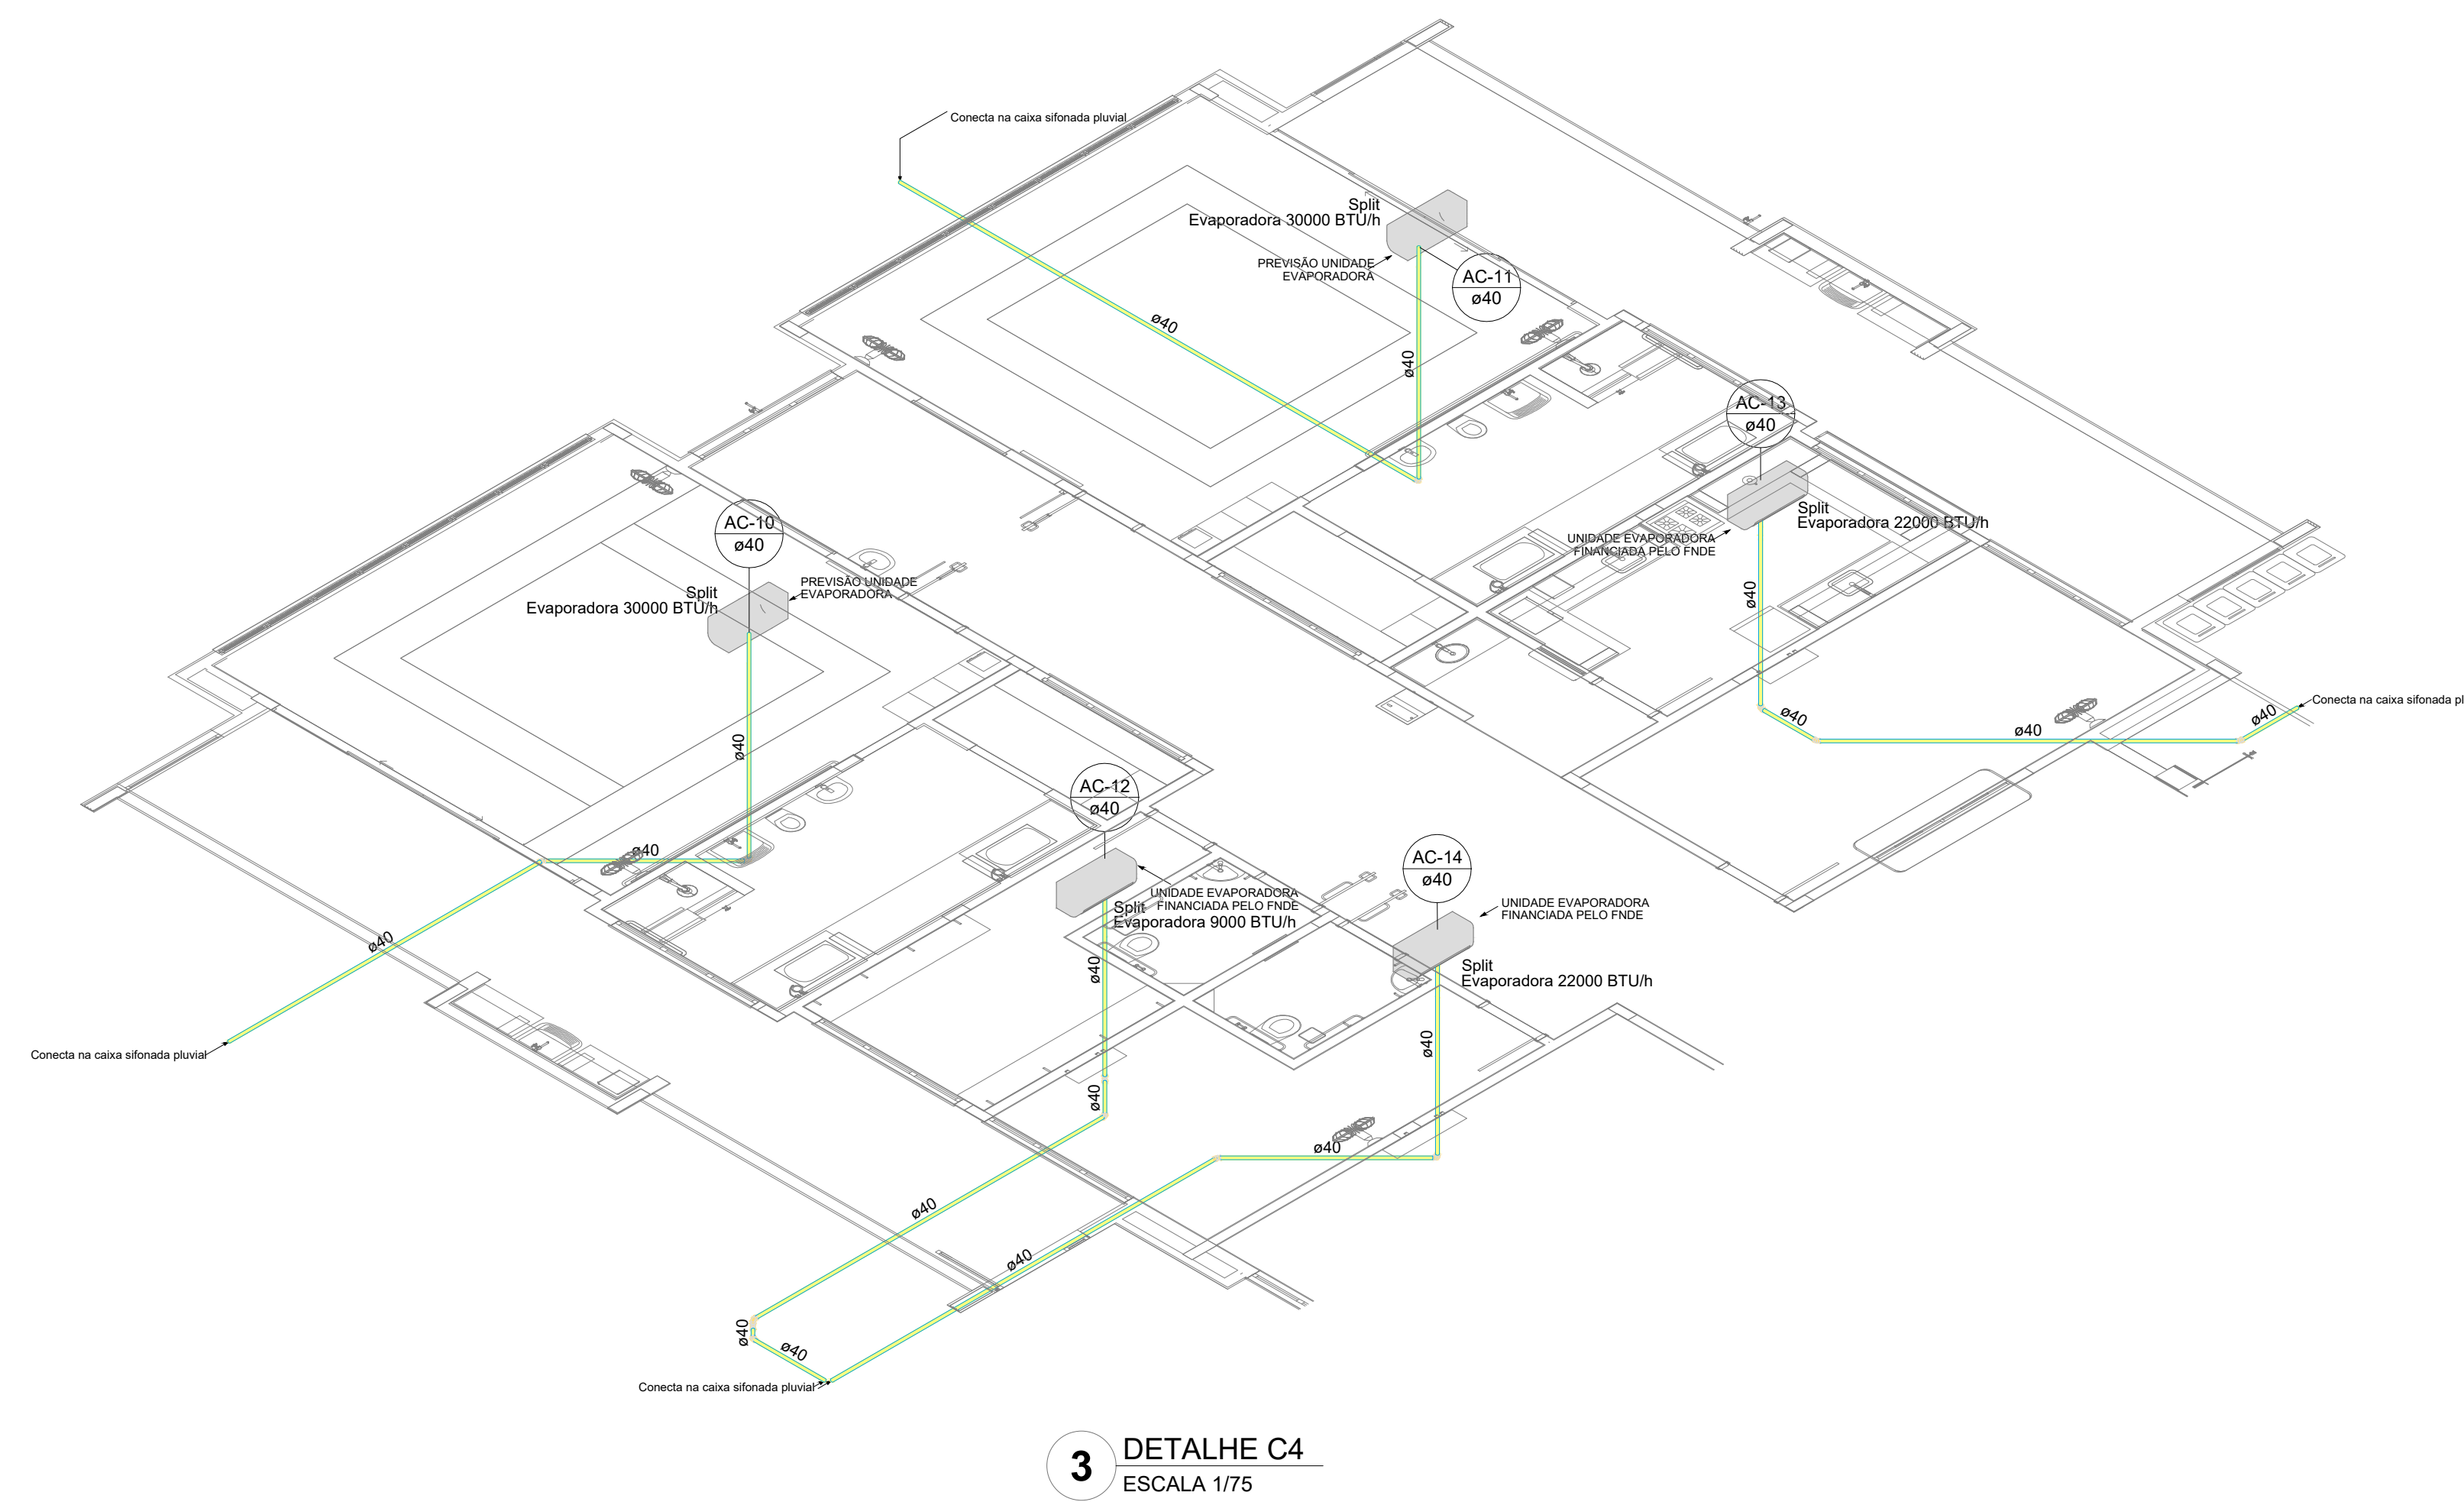 Conecta na caixa sifonada pluvial
Split
Evaporadora 30000 BTU/h
PREVISÃO UNIDADE
EVAPORADORA
AC-11
ø40
ø40
ø40
AC-13
ø40
Split
Evaporadora 22000 BTU/h
UNIDADE EVAPORADORA
FINANCIADA PELO FNDE
ø40
ø40
ø40
ø40
Conecta na caixa sifonada pl
AC-10
ø40
PREVISÃO UNIDADE
EVAPORADORA
Split
Evaporadora 30000 BTU/h
ø40
ø40
ø40
Conecta na caixa sifonada pluvial
AC-12
ø40
UNIDADE EVAPORADORA
FINANCIADA PELO FNDE
Split
Evaporadora 9000 BTU/h
ø40
ø40
ø40
ø40
ø40
AC-14
ø40
UNIDADE EVAPORADORA
FINANCIADA PELO FNDE
Split
Evaporadora 22000 BTU/h
ø40
ø40
ø40
Conecta na caixa sifonada pluvial
3
DETALHE C4
ESCALA 1/75